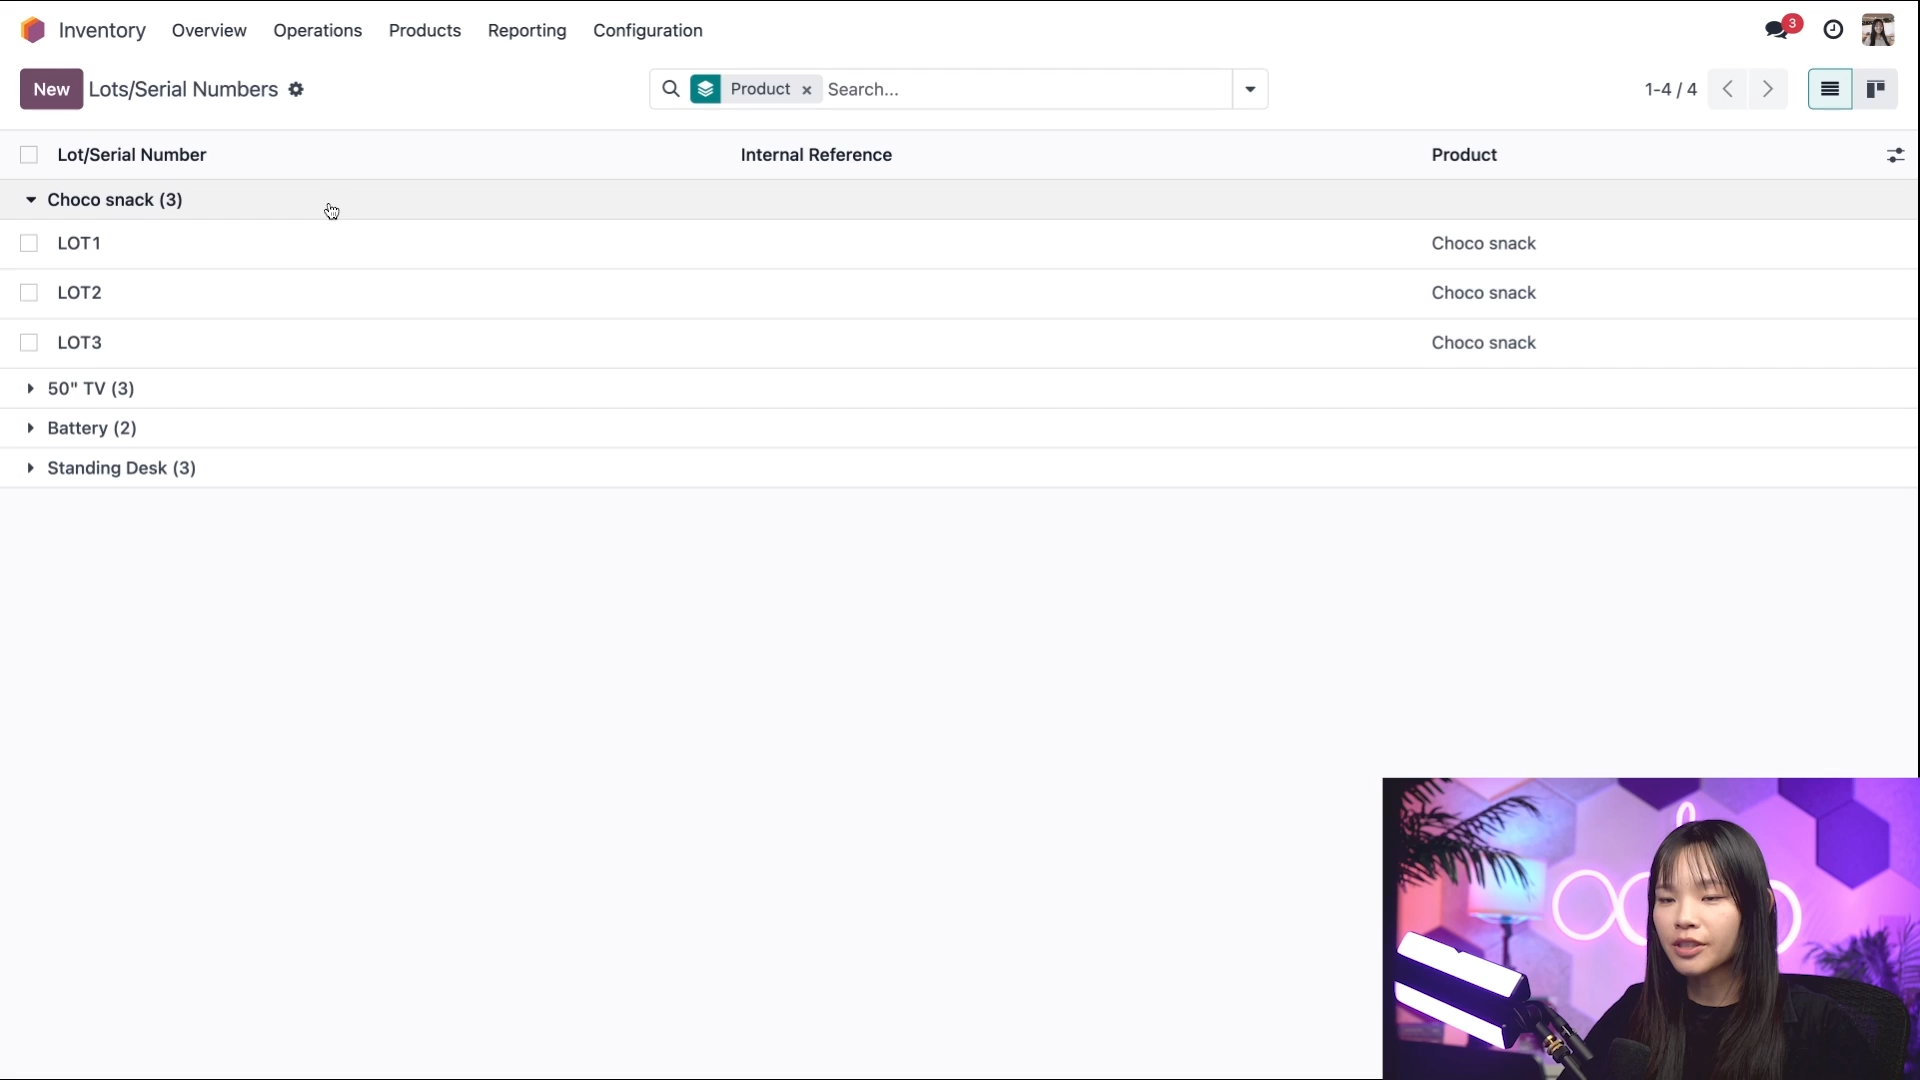 Inventory Overview Operations Products Reporting Configuration 3
New Lots/Serial Numbers Product Search... 1-4 / 4
Lot/Serial Number Internal Reference Product
Choco snack (3)
LOT1 Choco snack
LOT2 Choco snack
LOT3 Choco snack
50" TV (3)
Battery (2)
Standing Desk (3)